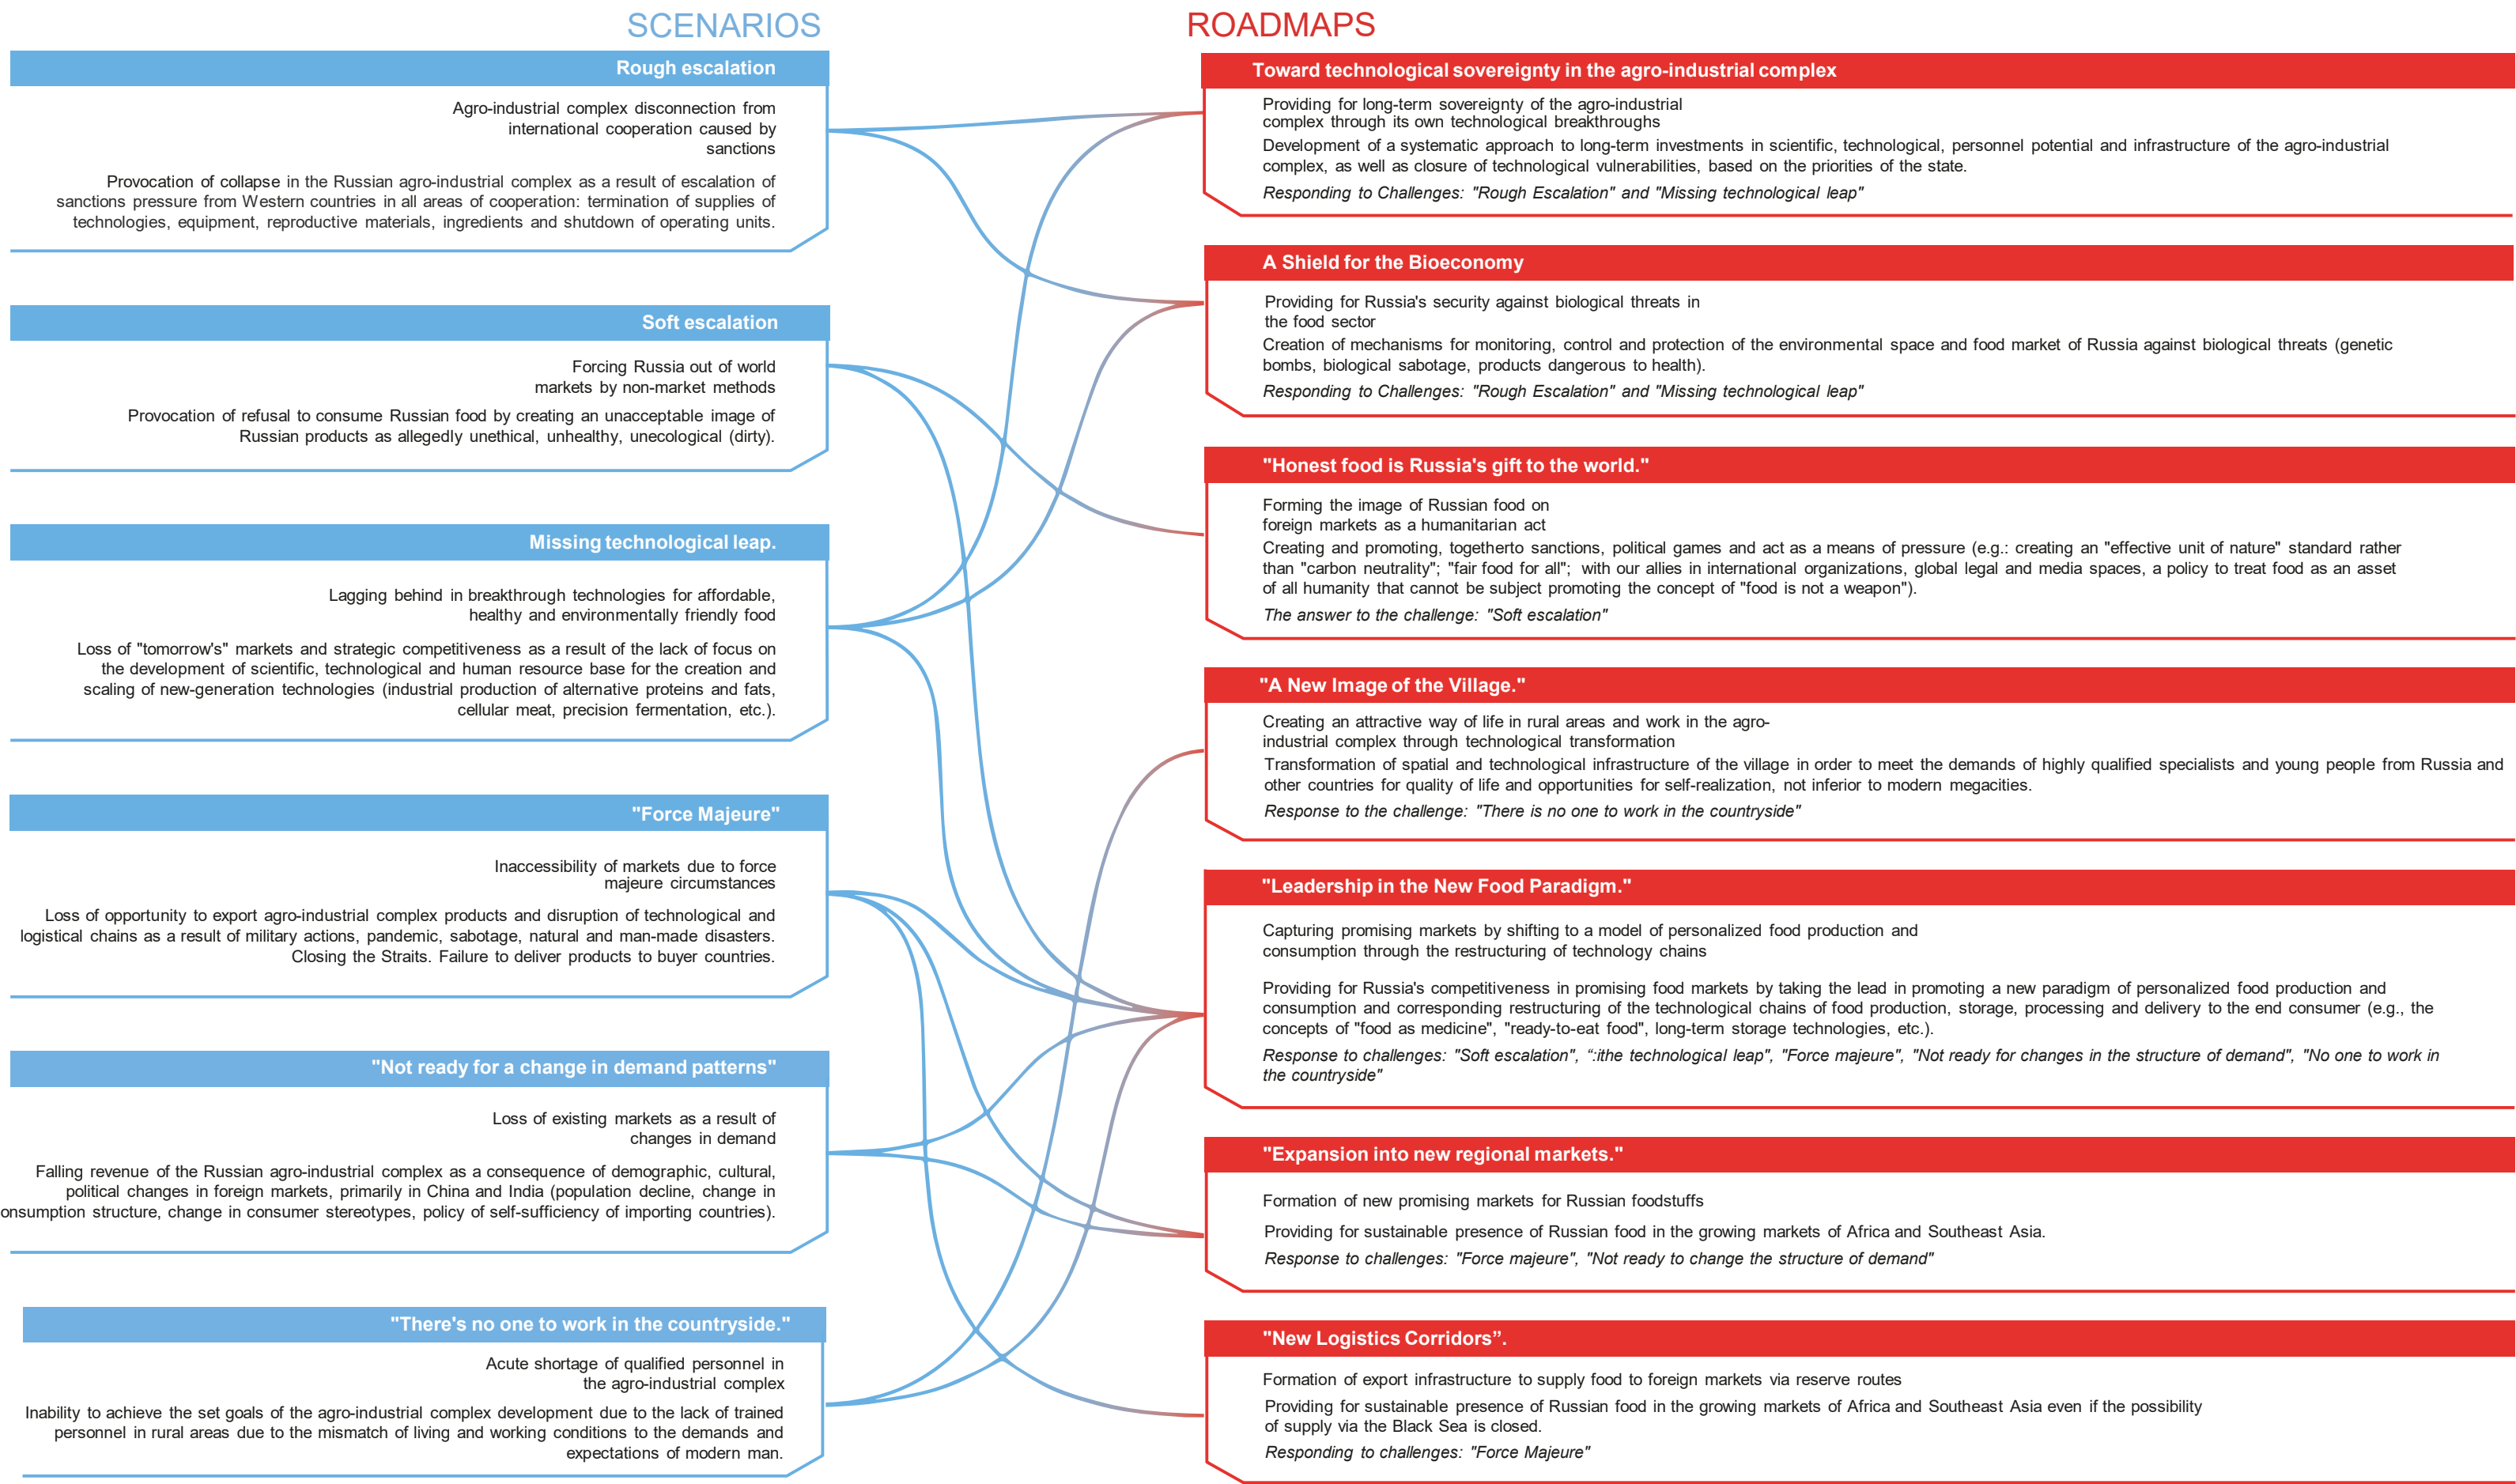 SCENARIOS
Rough escalation
Agro-industrial complex disconnection from
international cooperation caused by
sanctions
Provocation of collapse in the Russian agro-industrial complex as a result of escalation of
sanctions pressure from Western countries in all areas of cooperation: termination of supplies of
technologies, equipment, reproductive materials, ingredients and shutdown of operating units.
Soft escalation
Forcing Russia out of world
markets by non-market methods
Provocation of refusal to consume Russian food by creating an unacceptable image of
Russian products as allegedly unethical, unhealthy, unecological (dirty).
Missing technological leap.
Lagging behind in breakthrough technologies for affordable,
healthy and environmentally friendly food
Loss of "tomorrow's" markets and strategic competitiveness as a result of the lack of focus on
the development of scientific, technological and human resource base for the creation and
scaling of new-generation technologies (industrial production of alternative proteins and fats,
cellular meat, precision fermentation, etc.).
"Force Majeure"
Inaccessibility of markets due to force
majeure circumstances
Loss of opportunity to export agro-industrial complex products and disruption of technological and
logistical chains as a result of military actions, pandemic, sabotage, natural and man-made disasters.
Closing the Straits. Failure to deliver products to buyer countries.
"Not ready for a change in demand patterns"
Loss of existing markets as a result of
changes in demand
Falling revenue of the Russian agro-industrial complex as a consequence of demographic, cultural,
political changes in foreign markets, primarily in China and India (population decline, change in
onsumption structure, change in consumer stereotypes, policy of self-sufficiency of importing countries).
"There's no one to work in the countryside."
Acute shortage of qualified personnel in
the agro-industrial complex
Inability to achieve the set goals of the agro-industrial complex development due to the lack of trained
personnel in rural areas due to the mismatch of living and working conditions to the demands and
expectations of modern man.
ROADMAPS
Toward technological sovereignty in the agro-industrial complex
Providing for long-term sovereignty of the agro-industrial
complex through its own technological breakthroughs
Development of a systematic approach to long-term investments in scientific, technological, personnel potential and infrastructure of the agro-industrial
complex, as well as closure of technological vulnerabilities, based on the priorities of the state.
Responding to Challenges: "Rough Escalation" and "Missing technological leap"
A Shield for the Bioeconomy
Providing for Russia's security against biological threats in
the food sector
Creation of mechanisms for monitoring, control and protection of the environmental space and food market of Russia against biological threats (genetic
bombs, biological sabotage, products dangerous to health).
Responding to Challenges: "Rough Escalation" and "Missing technological leap"
"Honest food is Russia's gift to the world."
Forming the image of Russian food on
foreign markets as a humanitarian act
Creating and promoting, togetherto sanctions, political games and act as a means of pressure (e.g.: creating an "effective unit of nature" standard rather
than "carbon neutrality"; "fair food for all"; with our allies in international organizations, global legal and media spaces, a policy to treat food as an asset
of all humanity that cannot be subject promoting the concept of "food is not a weapon").
The answer to the challenge: "Soft escalation"
"A New Image of the Village."
Creating an attractive way of life in rural areas and work in the agro-
industrial complex through technological transformation
Transformation of spatial and technological infrastructure of the village in order to meet the demands of highly qualified specialists and young people from Russia and
other countries for quality of life and opportunities for self-realization, not inferior to modern megacities.
Response to the challenge: "There is no one to work in the countryside"
"Leadership in the New Food Paradigm."
Capturing promising markets by shifting to a model of personalized food production and
consumption through the restructuring of technology chains
Providing for Russia's competitiveness in promising food markets by taking the lead in promoting a new paradigm of personalized food production and
consumption and corresponding restructuring of the technological chains of food production, storage, processing and delivery to the end consumer (e.g., the
concepts of "food as medicine", "ready-to-eat food", long-term storage technologies, etc.).
Response to challenges: "Soft escalation", “:ithe technological leap", "Force majeure", "Not ready for changes in the structure of demand", "No one to work in
the countryside"
"Expansion into new regional markets."
Formation of new promising markets for Russian foodstuffs
Providing for sustainable presence of Russian food in the growing markets of Africa and Southeast Asia.
Response to challenges: "Force majeure", "Not ready to change the structure of demand"
"New Logistics Corridors”.
Formation of export infrastructure to supply food to foreign markets via reserve routes
Providing for sustainable presence of Russian food in the growing markets of Africa and Southeast Asia even if the possibility
of supply via the Black Sea is closed.
Responding to challenges: "Force Majeure"